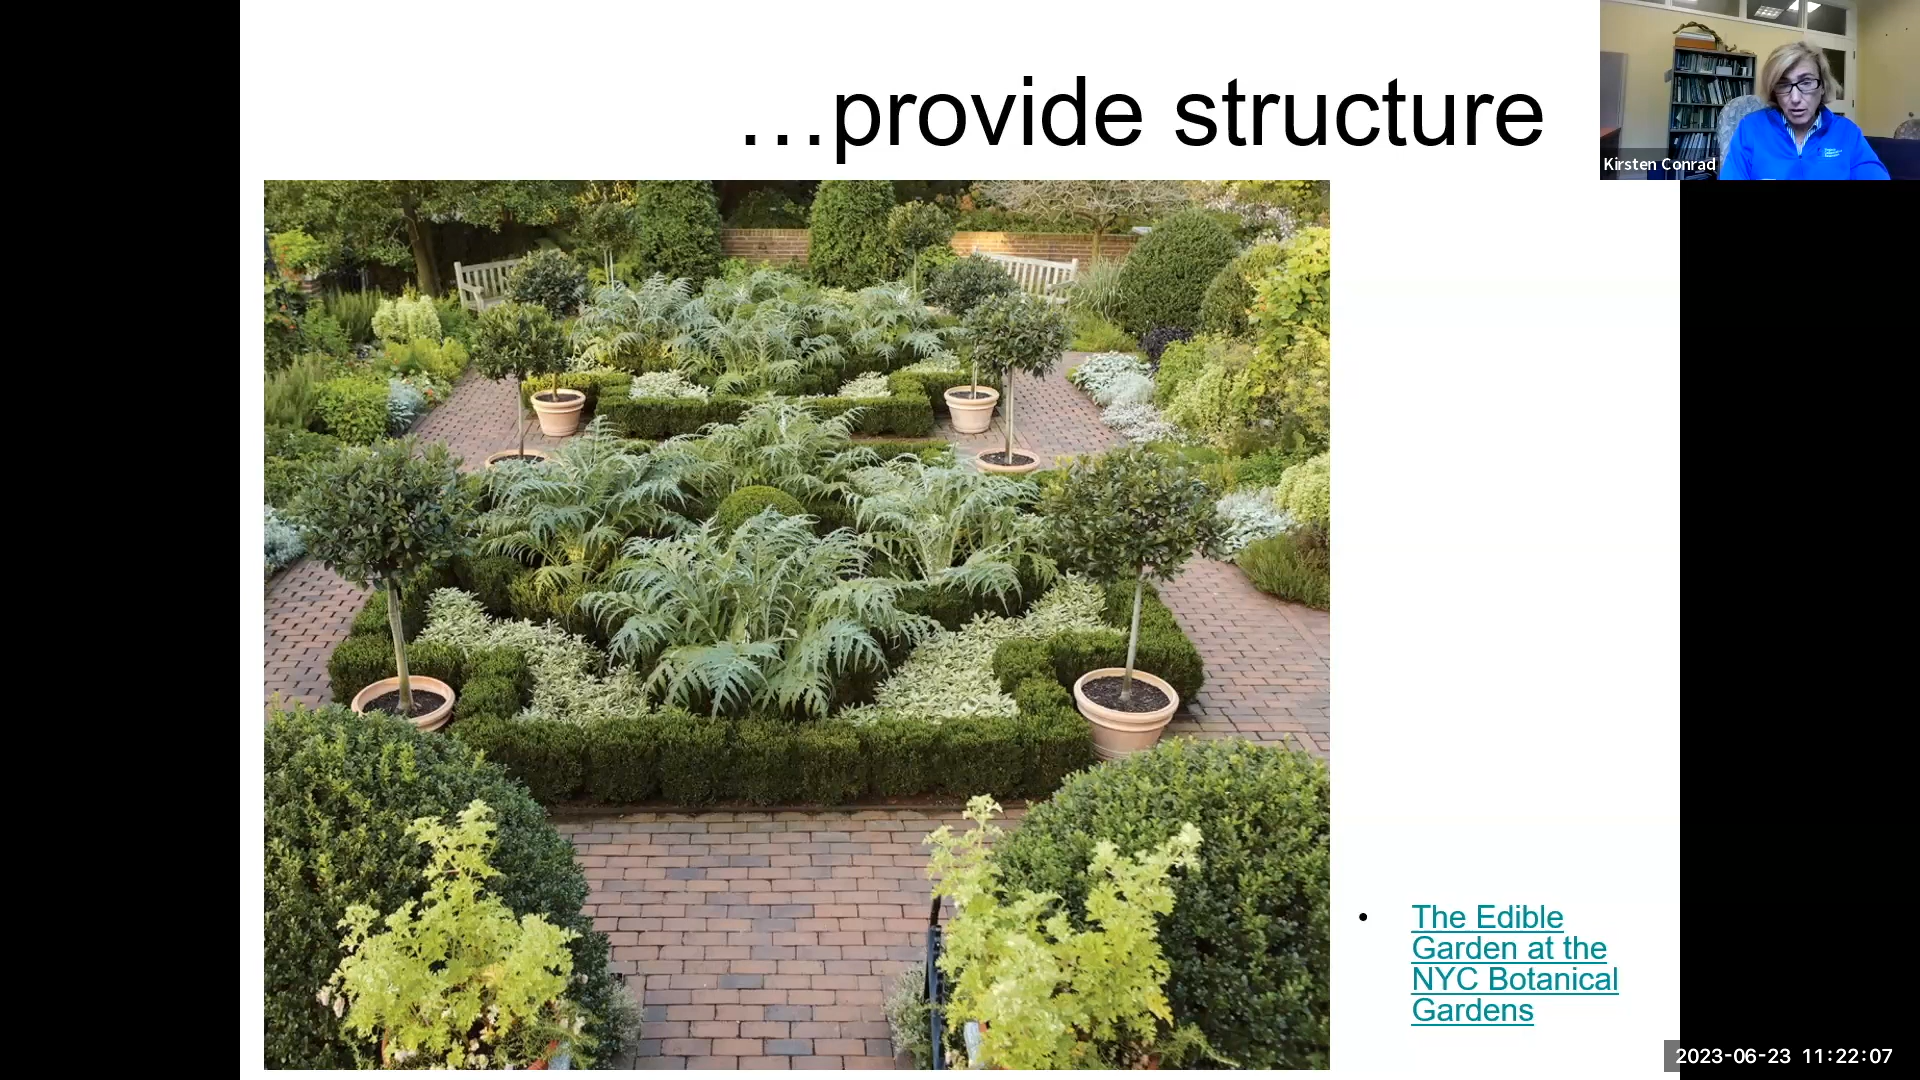 …provide structure
Kirsten Conrad
• The Edible
Garden at the
NYC Botanical
Gardens
2023-06-23 11:22:07